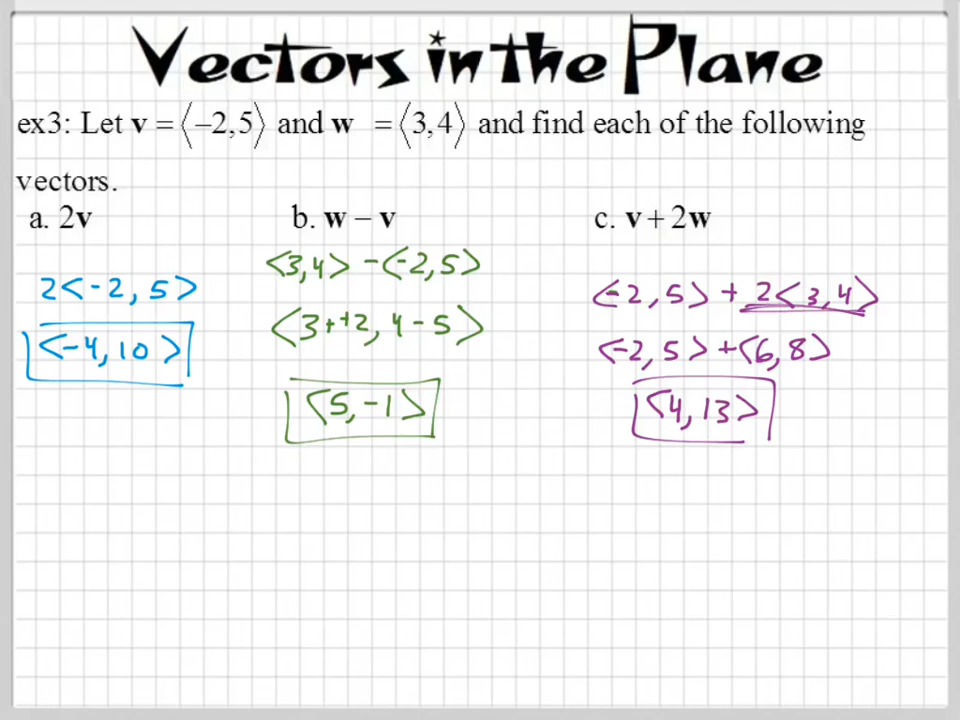 Vectors in the Plane
ex3: Let v = ⟨−2,5⟩ and w = ⟨3,4⟩ and find each of the following
vectors.
a. 2v
b. w − v
c. v + 2w
2<-2, 5>
<-4, 10>
<3,4> - <-2,5>
<3++2, 4-5>
<5, -1>
<-2, 5> + 2<3, 4>
<-2, 5> + <6, 8>
<4, 13>